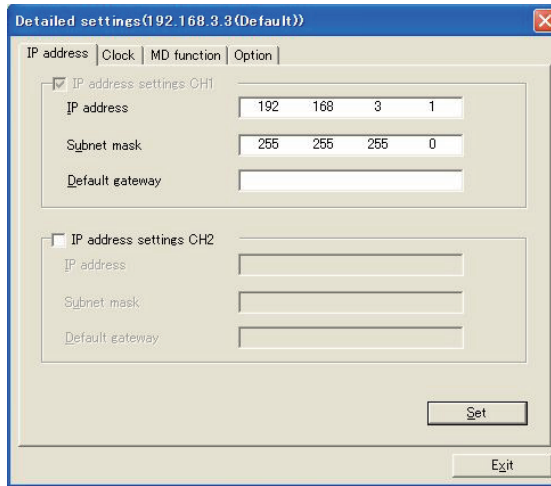 Detailed settings(192.168.3.3(Default))
IP address Clock MD function Option
IP address settings CH1
IP address 192 168 3 1
Subnet mask 255 255 255 0
Default gateway
IP address settings CH2
IP address
Subnet mask
Default gateway
Set
Exit